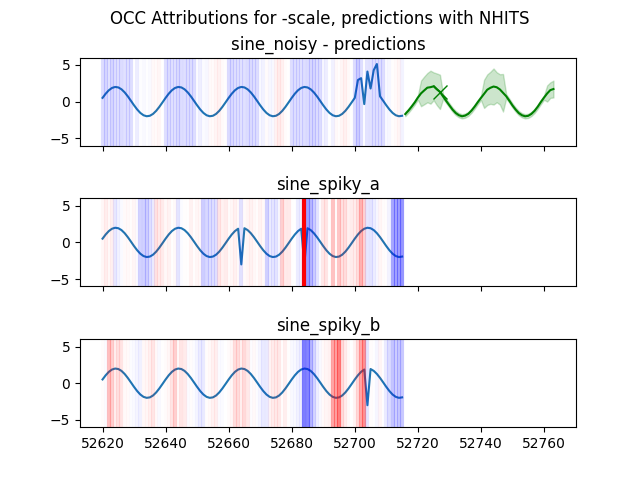 OCC Attributions for -scale, predictions with NHITS
sine_noisy - predictions
5
0
−5
sine_spiky_a
5
0
−5
sine_spiky_b
5
0
−5
52620 52640 52660 52680 52700 52720 52740 52760